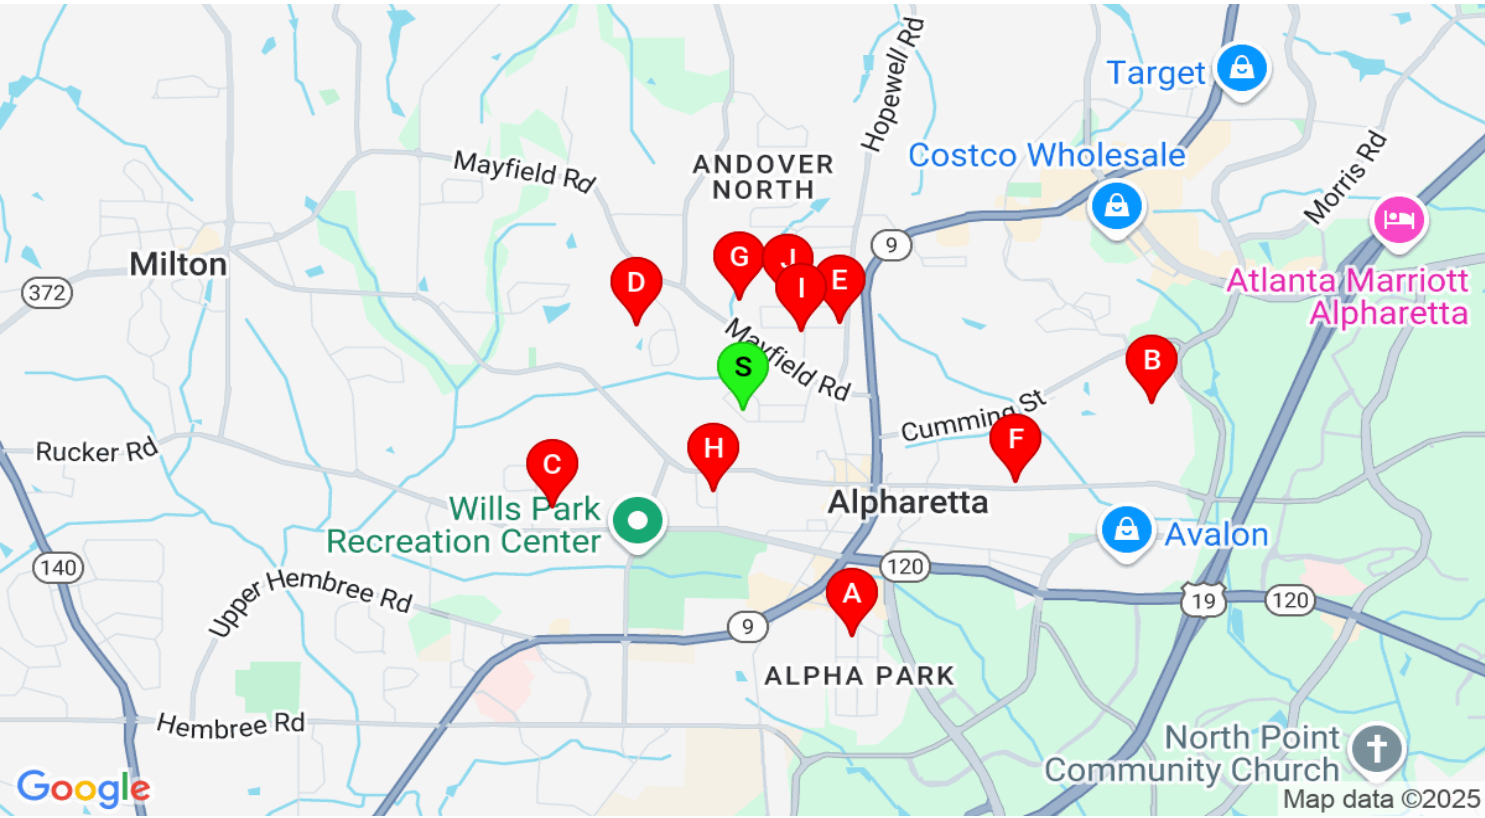 Hopewell Rd
Target
Mayfield Rd
ANDOVER
NORTH
Costco Wholesale
Morris Rd
9
Milton
372
G
J
D
I
E
Atlanta Marriott
Alpharetta
Mayfield Rd
S
B
Cumming St
Rucker Rd
H
F
C
Wills Park
Recreation Center
Alpharetta
Avalon
140
Upper Hembree Rd
120
A
19
120
9
ALPHA PARK
Hembree Rd
North Point
Community Church
Google
Map data ©2025